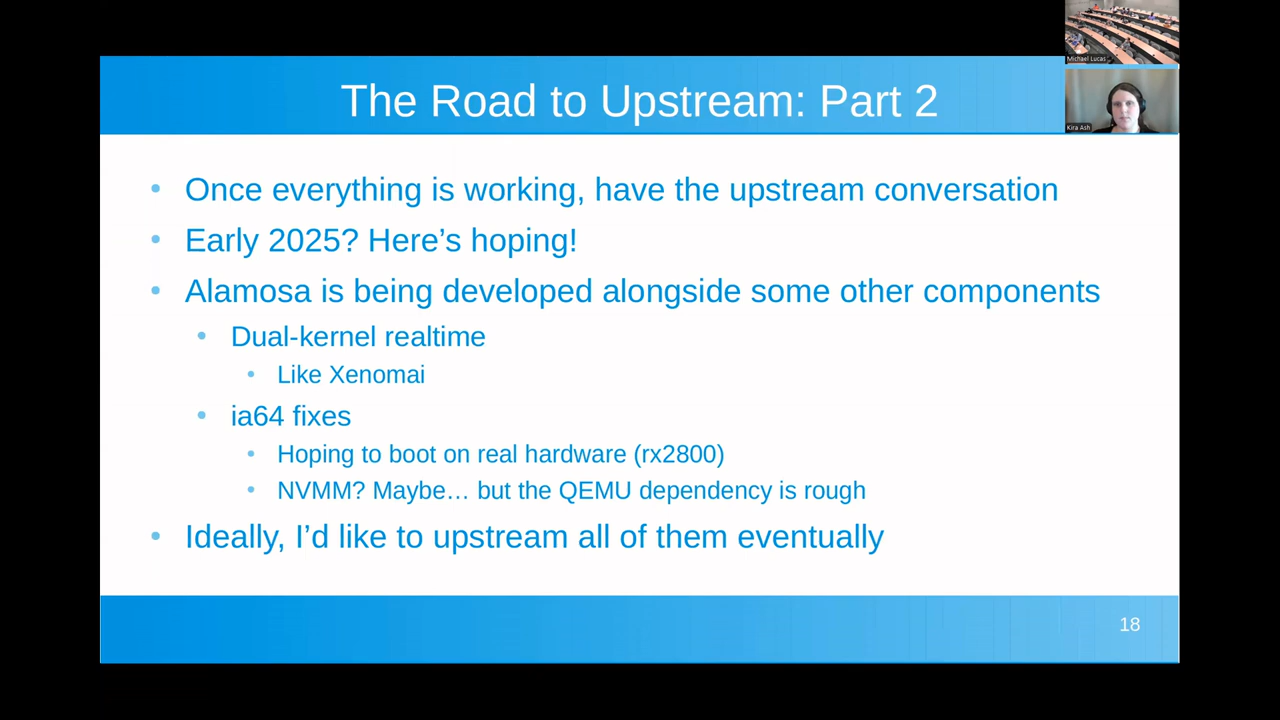 Michael Lucas
The Road to Upstream: Part 2
Kira Ash
Once everything is working, have the upstream conversation
Early 2025? Here’s hoping!
Alamosa is being developed alongside some other components
Dual-kernel realtime
Like Xenomai
ia64 fixes
Hoping to boot on real hardware (rx2800)
NVMM? Maybe… but the QEMU dependency is rough
Ideally, I’d like to upstream all of them eventually
18